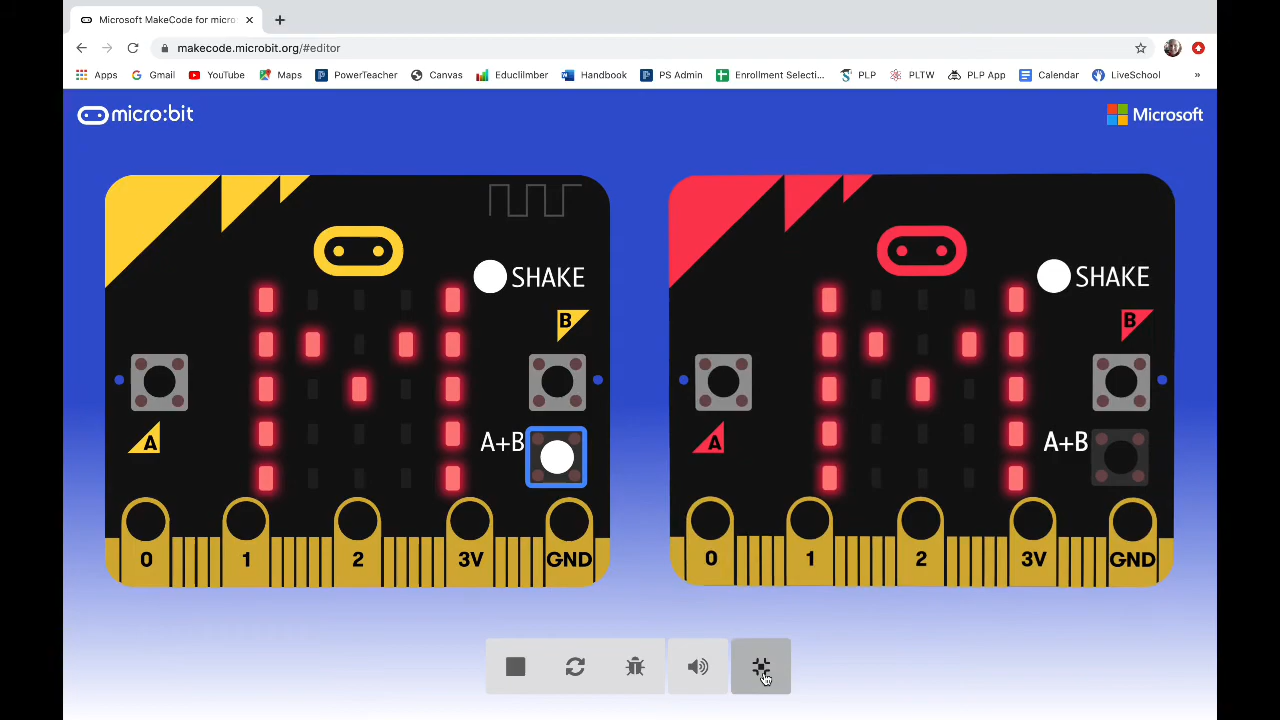 Microsoft MakeCode for micro
makecode.microbit.org/#editor
Apps Gmail YouTube Maps PowerTeacher Canvas Educlimber Handbook PS Admin Enrollment Selecti... PLP PLTW PLP App Calendar LiveSchool »
micro:bit
Microsoft
SHAKE
B
A
A+B
0 1 2 3V GND
SHAKE
B
A
A+B
0 1 2 3V GND